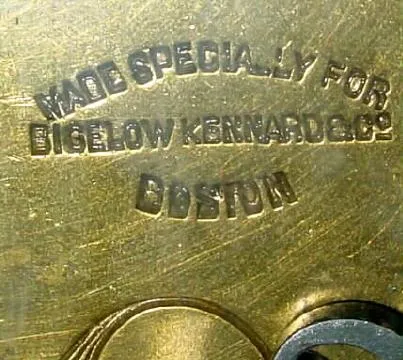 MADE SPECIALLY FOR
BIGELOW KENNARD & Co
BOSTON